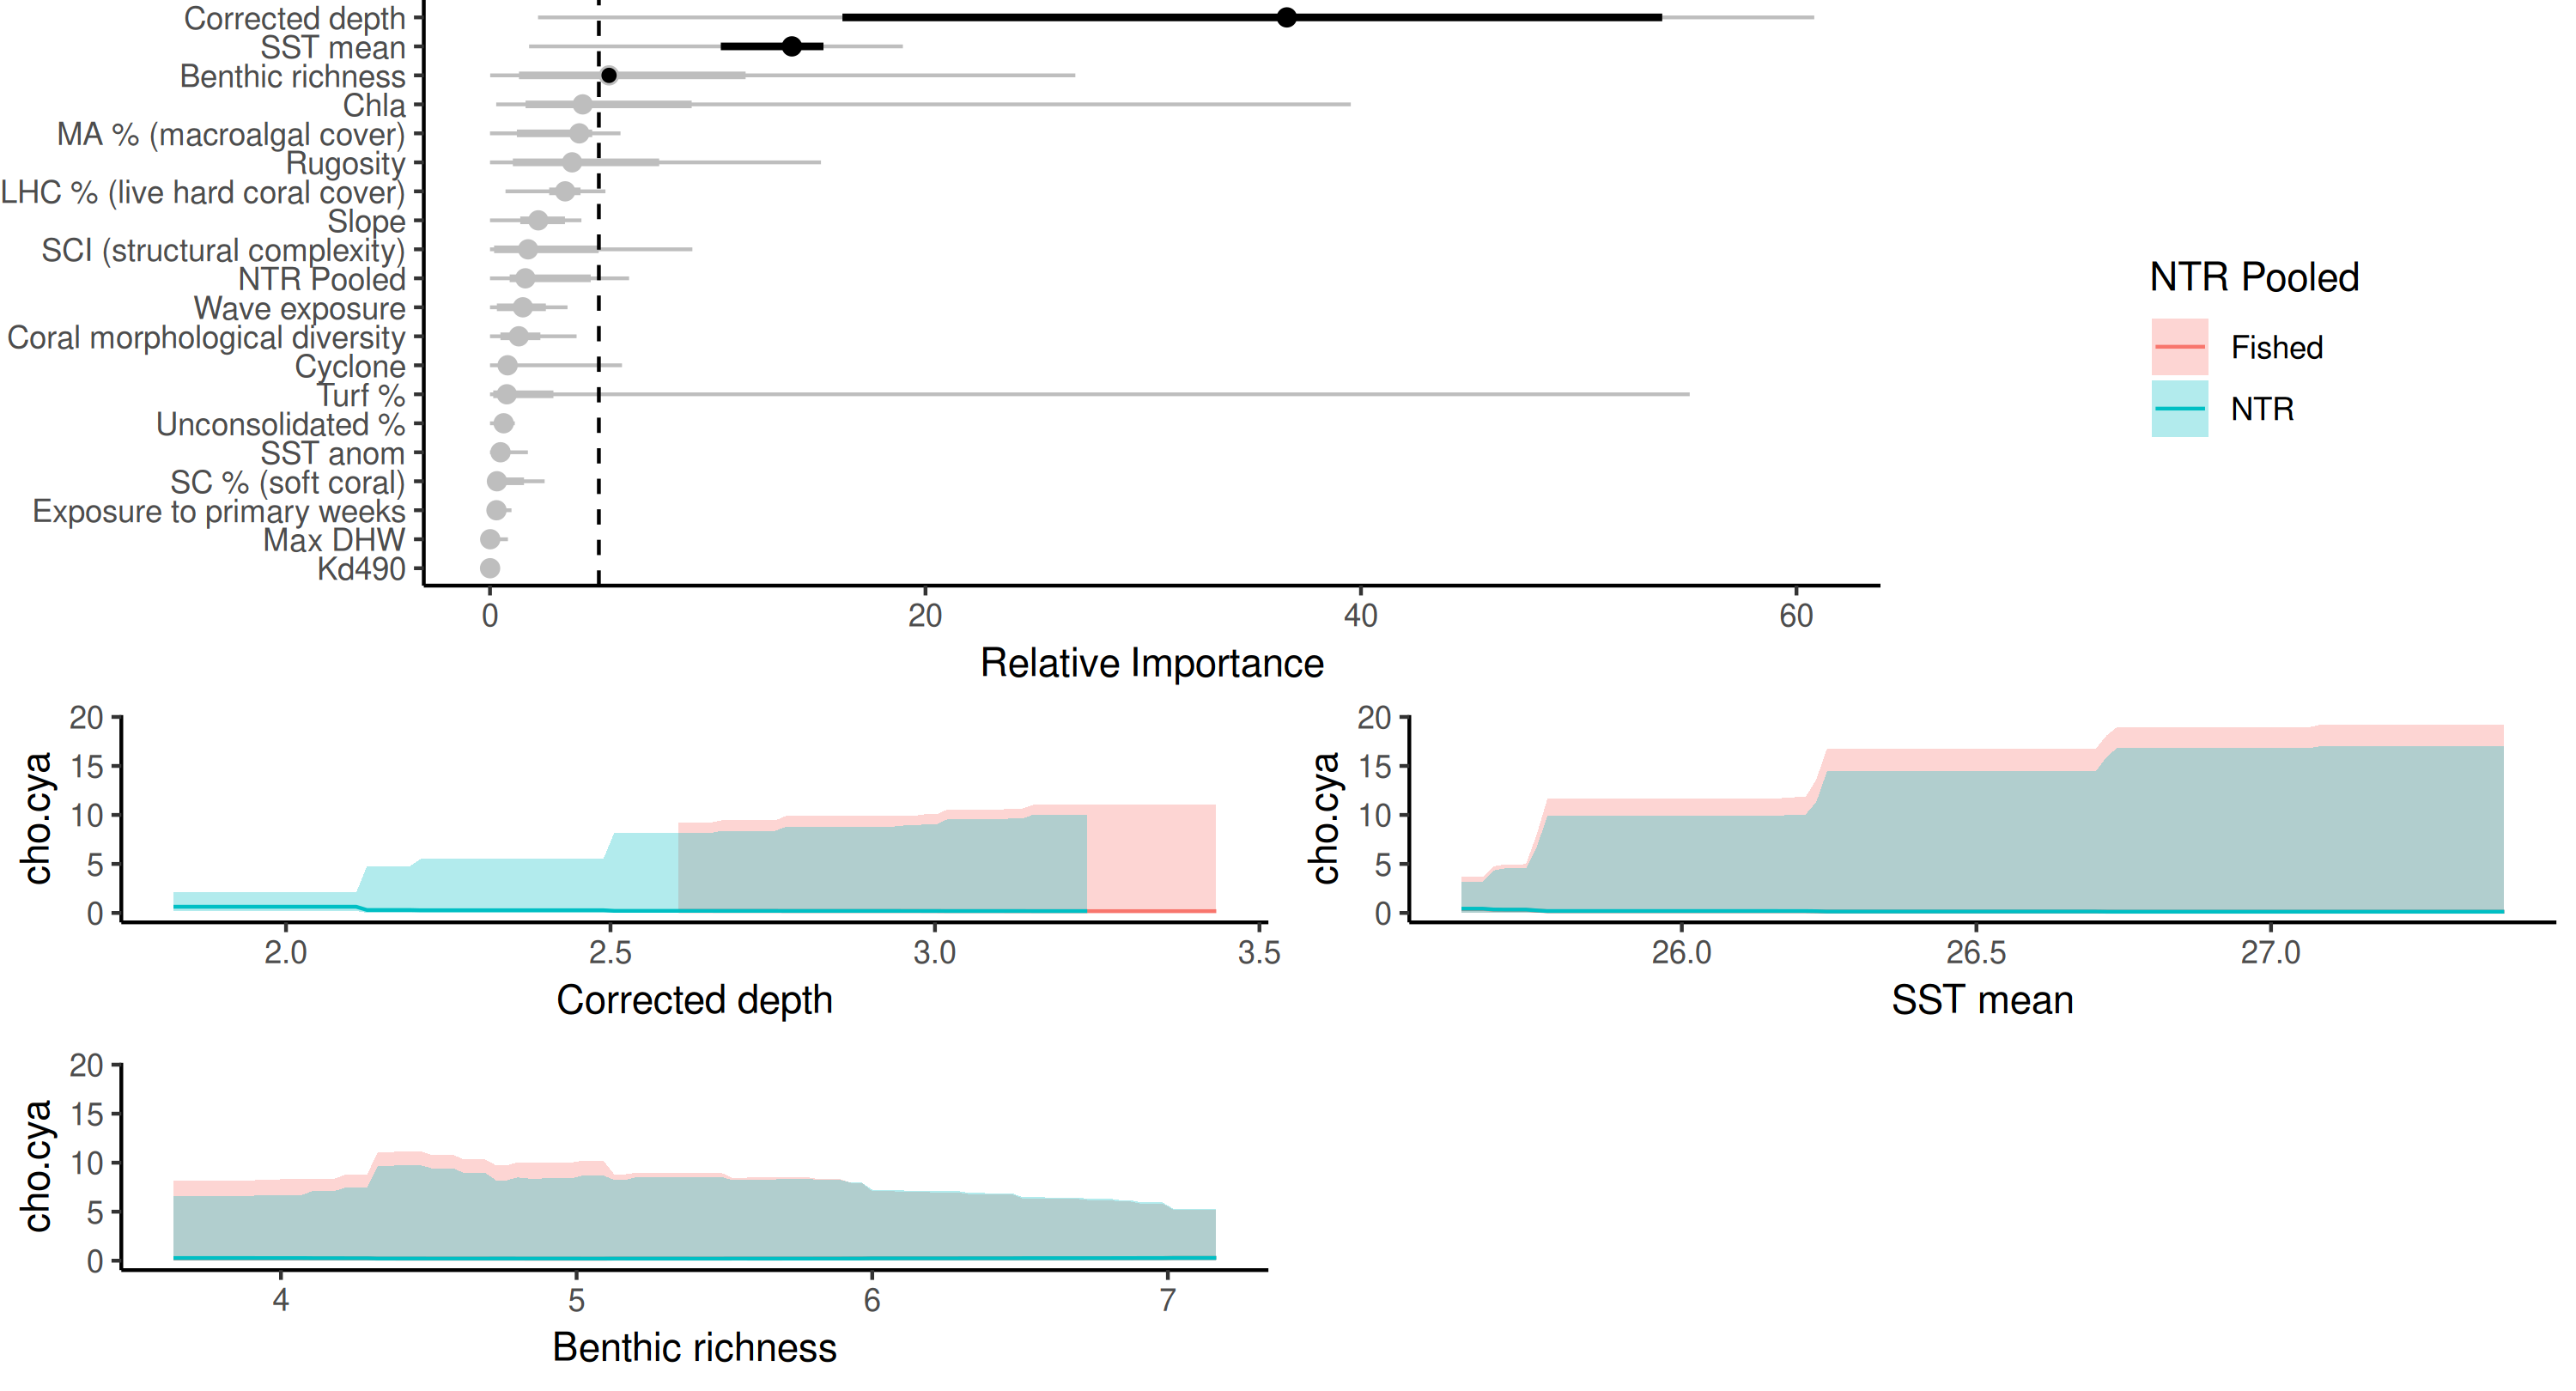 Corrected depth
SST mean
Benthic richness
Chla
MA % (macroalgal cover)
Rugosity
LHC % (live hard coral cover)
Slope
SCI (structural complexity)
NTR Pooled
Wave exposure
Coral morphological diversity
Cyclone
Turf %
Unconsolidated %
SST anom
SC % (soft coral)
Exposure to primary weeks
Max DHW
Kd490
0 20 40 60
Relative Importance
NTR Pooled
Fished
NTR
20
15
10
5
0
cho.cya
2.0 2.5 3.0 3.5
Corrected depth
20
15
10
5
0
cho.cya
26.0 26.5 27.0
SST mean
20
15
10
5
0
cho.cya
4 5 6 7
Benthic richness